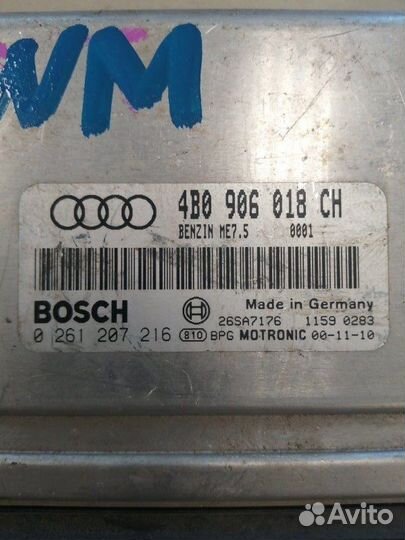 WM
4B0 906 018 CH
BENZIN ME7.5 0001
BOSCH
Made in Germany
26SA7176 1159 0283
0 261 207 216 810 BPG MOTRONIC 00-11-10
Avito